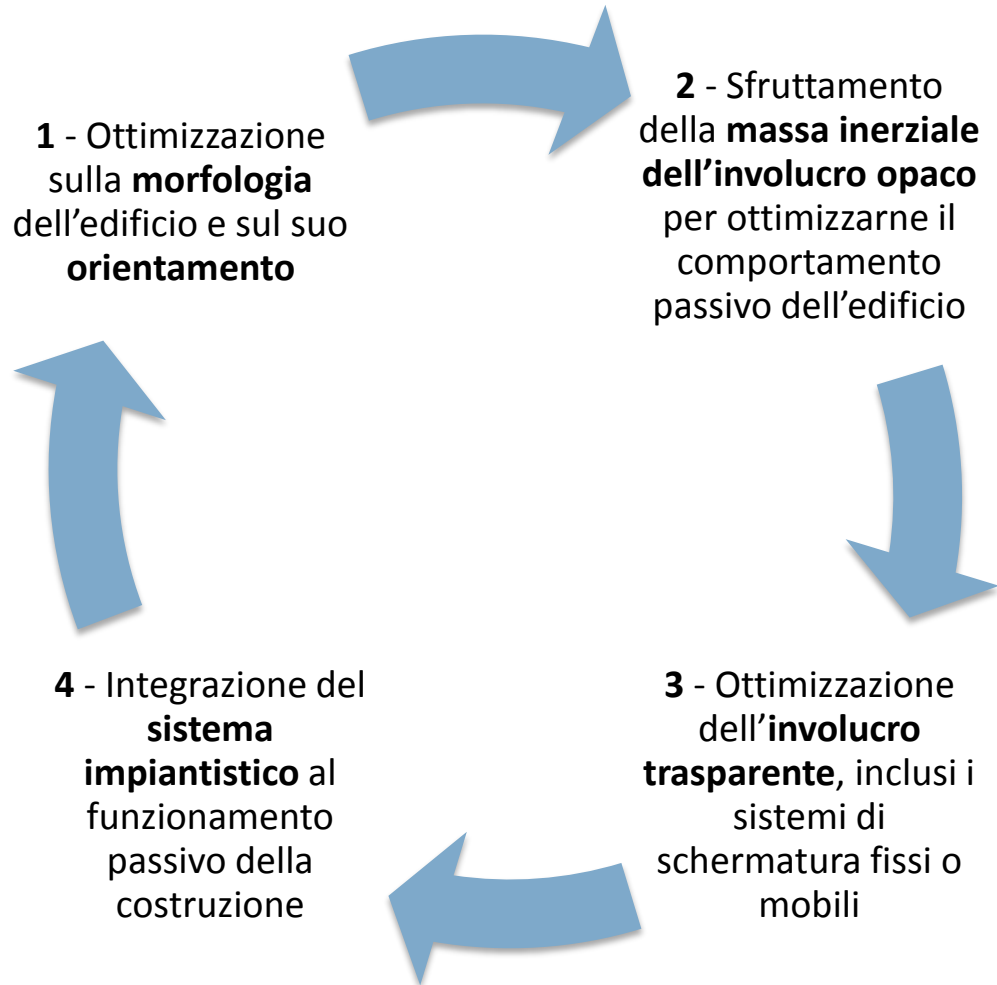 1 - Ottimizzazione
sulla morfologia
dell’edificio e sul suo
orientamento
2 - Sfruttamento
della massa inerziale
dell’involucro opaco
per ottimizzarne il
comportamento
passivo dell’edificio
3 - Ottimizzazione
dell’involucro
trasparente, inclusi i
sistemi di
schermatura fissi o
mobili
4 - Integrazione del
sistema
impiantistico al
funzionamento
passivo della
costruzione